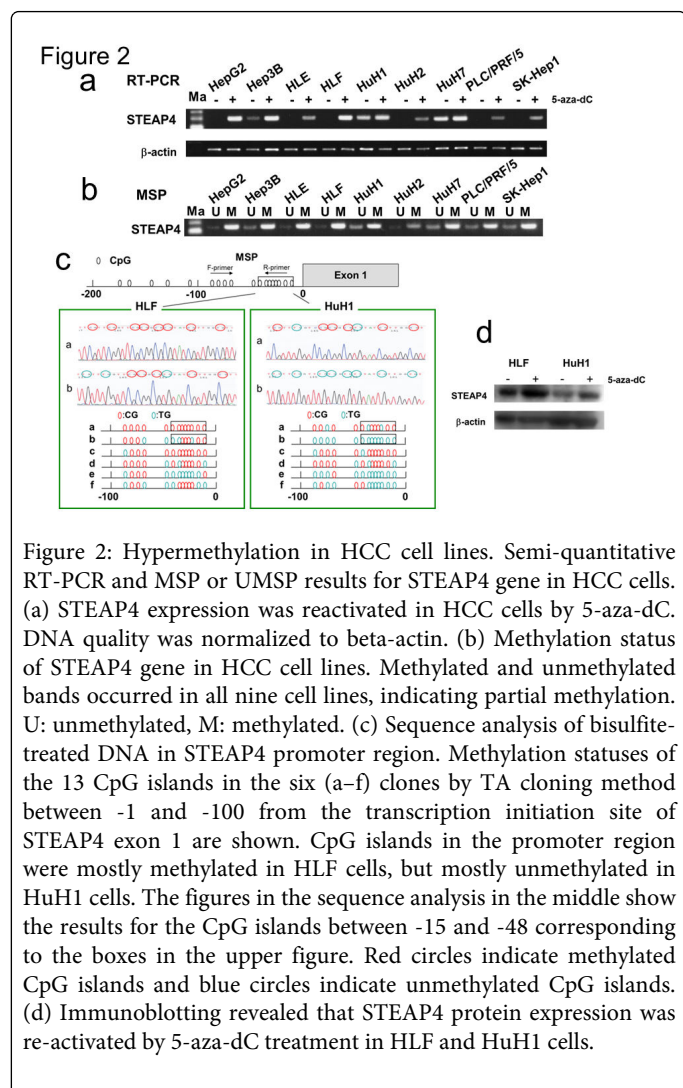 Figure 2
a
RT-PCR
HepG2 Hep3B HLE HLF HuH1 HuH2 HuH7 PLC/PRF/5 SK-Hep1
Ma - + - + - + - + - + - + - + - + - + 5-aza-dC
STEAP4
β-actin
b
MSP
HepG2 Hep3B HLE HLF HuH1 HuH2 HuH7 PLC/PRF/5 SK-Hep1
Ma U M U M U M U M U M U M U M U M U M
STEAP4
c
CpG
MSP
F-primer R-primer
Exon 1
-200 -100 0
HLF HuH1
a a
b b
:CG :TG :CG :TG
a a
b b
c c
d d
e e
f f
-100 0 -100 0
d
HLF HuH1
- + - + 5-aza-dC
STEAP4
β-actin
Figure 2: Hypermethylation in HCC cell lines. Semi-quantitative
RT-PCR and MSP or UMSP results for STEAP4 gene in HCC cells.
(a) STEAP4 expression was reactivated in HCC cells by 5-aza-dC.
DNA quality was normalized to beta-actin. (b) Methylation status
of STEAP4 gene in HCC cell lines. Methylated and unmethylated
bands occurred in all nine cell lines, indicating partial methylation.
U: unmethylated, M: methylated. (c) Sequence analysis of bisulfite-
treated DNA in STEAP4 promoter region. Methylation statuses of
the 13 CpG islands in the six (a–f) clones by TA cloning method
between -1 and -100 from the transcription initiation site of
STEAP4 exon 1 are shown. CpG islands in the promoter region
were mostly methylated in HLF cells, but mostly unmethylated in
HuH1 cells. The figures in the sequence analysis in the middle show
the results for the CpG islands between -15 and -48 corresponding
to the boxes in the upper figure. Red circles indicate methylated
CpG islands and blue circles indicate unmethylated CpG islands.
(d) Immunoblotting revealed that STEAP4 protein expression was
re-activated by 5-aza-dC treatment in HLF and HuH1 cells.